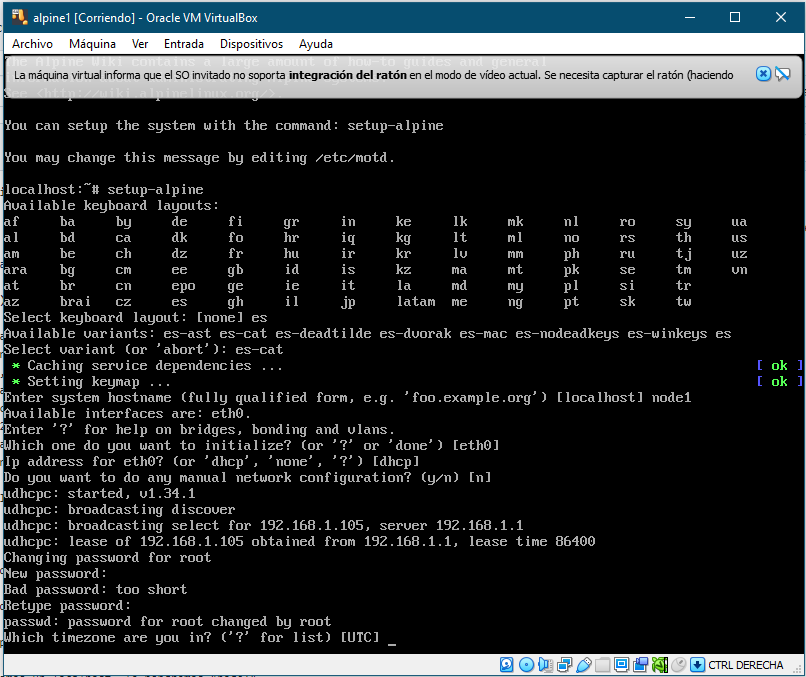 alpine1 [Corriendo] - Oracle VM VirtualBox
Archivo Máquina Ver Entrada Dispositivos Ayuda
the Alpine Wiki contains a large amount of how-to guides and general
La máquina virtual informa que el SO invitado no soporta integración del ratón en el modo de vídeo actual. Se necesita capturar el ratón (haciendo
See <http://wiki.alpinelinux.org/>.
You can setup the system with the command: setup-alpine
You may change this message by editing /etc/motd.
localhost:~# setup-alpine
Available keyboard layouts:
af ba by de fi gr in ke lk mk nl ro sy ua
al bd ca dk fo hr iq kg lt ml no rs th us
am be ch dz fr hu ir kr lv mm ph ru tj uz
ara bg cm ee gb id is kz ma mt pk se tm vn
at br cn epo ge ie it la md my pl si tr
az brai cz es gh il jp latam me ng pt sk tw
Select keyboard layout: [none] es
Available variants: es-ast es-cat es-deadtilde es-dvorak es-mac es-nodeadkeys es-winkeys es
Select variant (or 'abort'): es-cat
* Caching service dependencies ... [ ok ]
* Setting keymap ... [ ok ]
Enter system hostname (fully qualified form, e.g. 'foo.example.org') [localhost] node1
Available interfaces are: eth0.
Enter '?' for help on bridges, bonding and vlans.
Which one do you want to initialize? (or '?' or 'done') [eth0]
Ip address for eth0? (or 'dhcp', 'none', '?') [dhcp]
Do you want to do any manual network configuration? (y/n) [n]
udhcpc: started, v1.34.1
udhcpc: broadcasting discover
udhcpc: broadcasting select for 192.168.1.105, server 192.168.1.1
udhcpc: lease of 192.168.1.105 obtained from 192.168.1.1, lease time 86400
Changing password for root
New password:
Bad password: too short
Retype password:
passwd: password for root changed by root
Which timezone are you in? ('?' for list) [UTC] _
CTRL DERECHA